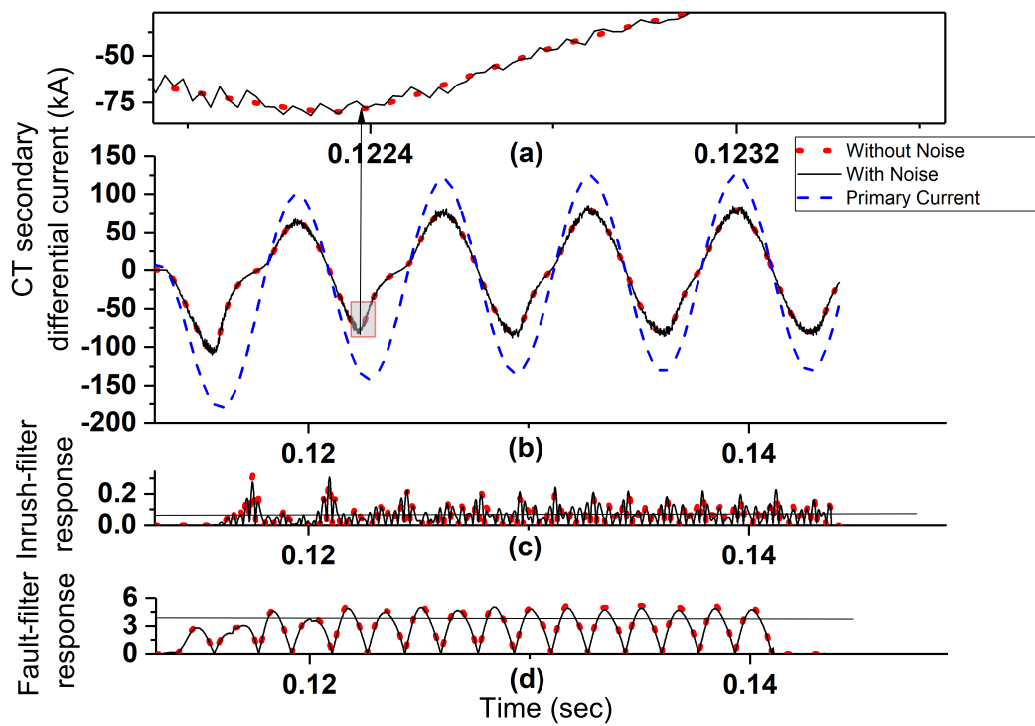 -50
-75
0.1224
(a)
0.1232
Without Noise
With Noise
Primary Current
CT secondary
differential current (kA)
150
100
50
0
-50
-100
-150
-200
0.12
(b)
0.14
Inrush-filter
response
0.2
0.0
0.12
(c)
0.14
Fault-filter
response
6
3
0
0.12
(d)
0.14
Time (sec)